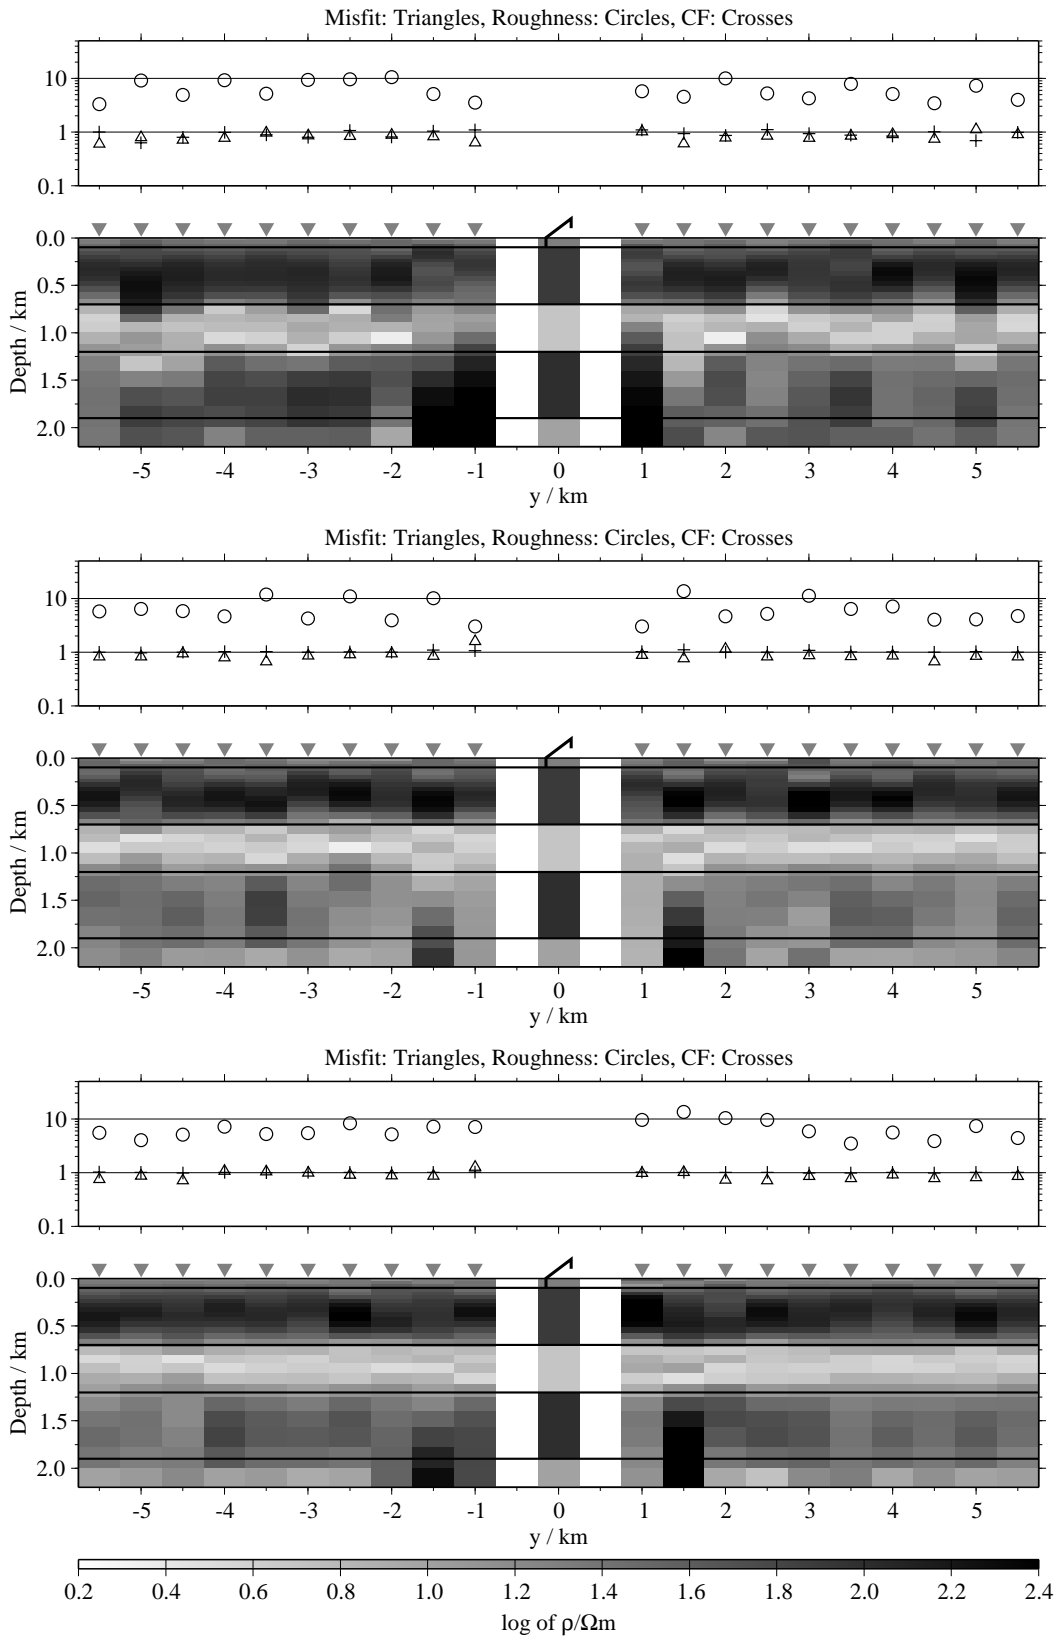 Misfit: Triangles, Roughness: Circles, CF: Crosses
10
1
0.1
0.0
0.5
1.0
1.5
2.0
Depth / km
-5 -4 -3 -2 -1 0 1 2 3 4 5
y / km
Misfit: Triangles, Roughness: Circles, CF: Crosses
10
1
0.1
0.0
0.5
1.0
1.5
2.0
Depth / km
-5 -4 -3 -2 -1 0 1 2 3 4 5
y / km
Misfit: Triangles, Roughness: Circles, CF: Crosses
10
1
0.1
0.0
0.5
1.0
1.5
2.0
Depth / km
-5 -4 -3 -2 -1 0 1 2 3 4 5
y / km
0.2 0.4 0.6 0.8 1.0 1.2 1.4 1.6 1.8 2.0 2.2 2.4
log of ρ/Ωm